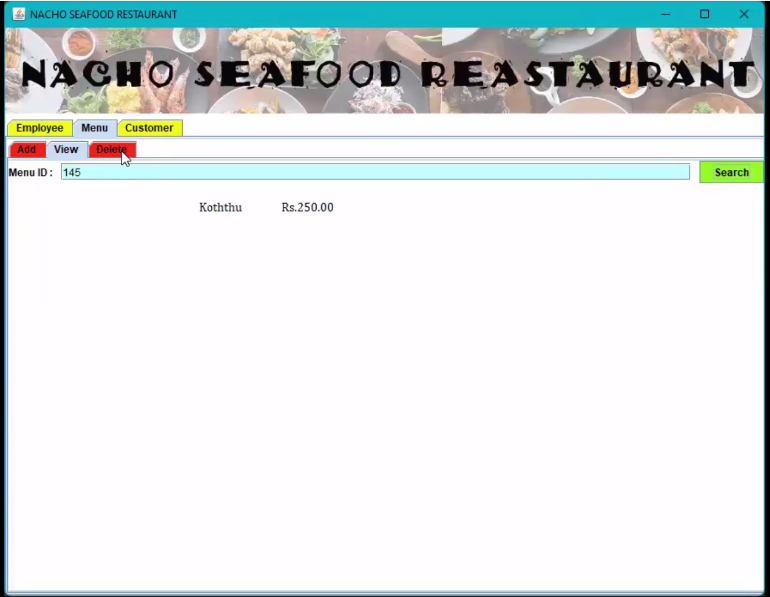 NACHO SEAFOOD RESTAURANT
NACHO SEAFOOD REASTAURANT
Employee Menu Customer
Add View Delete
Menu ID : 145 Search
Koththu Rs.250.00